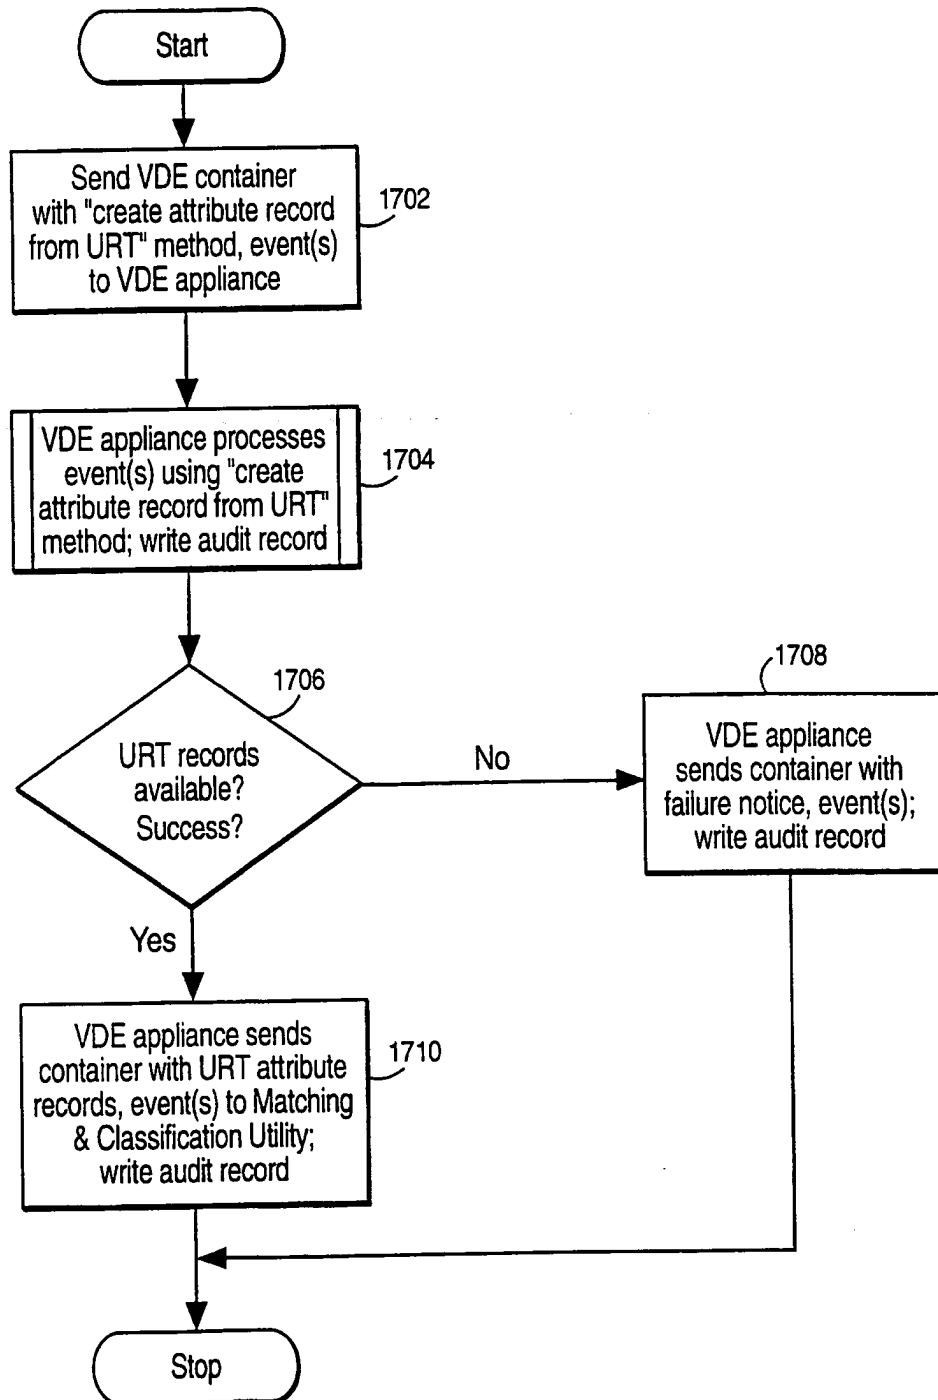 Start
Send VDE container
with "create attribute record
from URT" method, event(s)
to VDE appliance
1702
VDE appliance processes
event(s) using "create
attribute record from URT"
method; write audit record
1704
1706
URT records
available?
Success?
No
1708
VDE appliance
sends container with
failure notice, event(s);
write audit record
Yes
VDE appliance sends
container with URT attribute
records, event(s) to Matching
& Classification Utility;
write audit record
1710
Stop